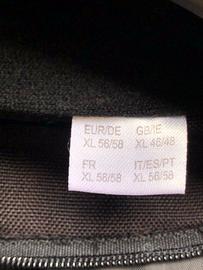 EUR/DE GB/IE
XL 56/58 XL 46/48
FR IT/ES/PT
XL 56/58 XL 56/58